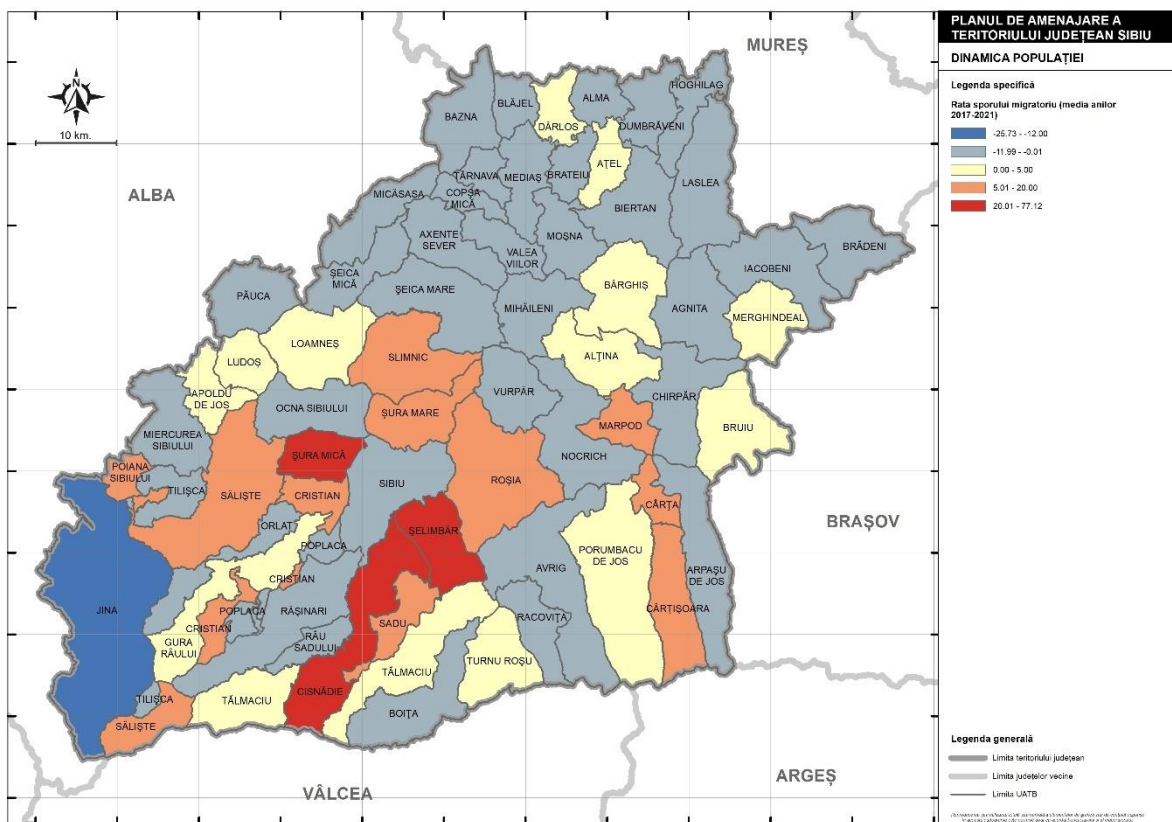 PLANUL DE AMENAJARE A
TERITORIULUI JUDEȚEAN SIBIU
DINAMICA POPULAȚIEI
Legenda specifică
Rata sporului migratoriu (media anilor
2017-2021)
-25.73 - -12.00
-11.99 - -0.01
0.00 - 5.00
5.01 - 20.00
20.01 - 77.12
N
10 km.
MUREȘ
ALBA
BRAȘOV
ARGEȘ
VÂLCEA
HOGHILAG
BAZNA
BLĂJEL
ALMA
DÂRLOS
DUMBRĂVENI
AȚEL
TÂRNAVA
MEDIAȘ
BRATEIU
LASLEA
MICĂSASA
COPȘA
MICĂ
BIERTAN
AXENTE
SEVER
MOȘNA
VALEA
VIILOR
BRĂDENI
IACOBENI
ȘEICA
MICĂ
ȘEICA MARE
BÂRGHIȘ
PĂUCA
MIHĂILENI
AGNITA
MERGHINDEAL
LOAMNEȘ
LUDOȘ
SLIMNIC
ALȚINA
APOLDU
DE JOS
VURPĂR
CHIRPĂR
OCNA SIBIULUI
ȘURA MARE
MARPOD
BRUIU
MIERCUREA
SIBIULUI
ȘURA MICĂ
NOCRICH
POIANA
SIBIULUI
TILIȘCA
SĂLIȘTE
CRISTIAN
SIBIU
ROȘIA
CÂRȚA
ORLAT
ȘELIMBĂR
POPLACA
PORUMBACU
DE JOS
AVRIG
ARPAȘU
DE JOS
CRISTIAN
JINA
POPLACA
RĂȘINARI
CÂRȚIȘOARA
RACOVIȚA
CRISTIAN
SADU
GURA
RÂULUI
RÂU
SADULUI
TURNU ROȘU
TĂLMACIU
CISNĂDIE
TILIȘCA
TĂLMACIU
BOIȚA
SĂLIȘTE
Legenda generală
Limita teritoriului județean
Limita județelor vecine
Limita UATB